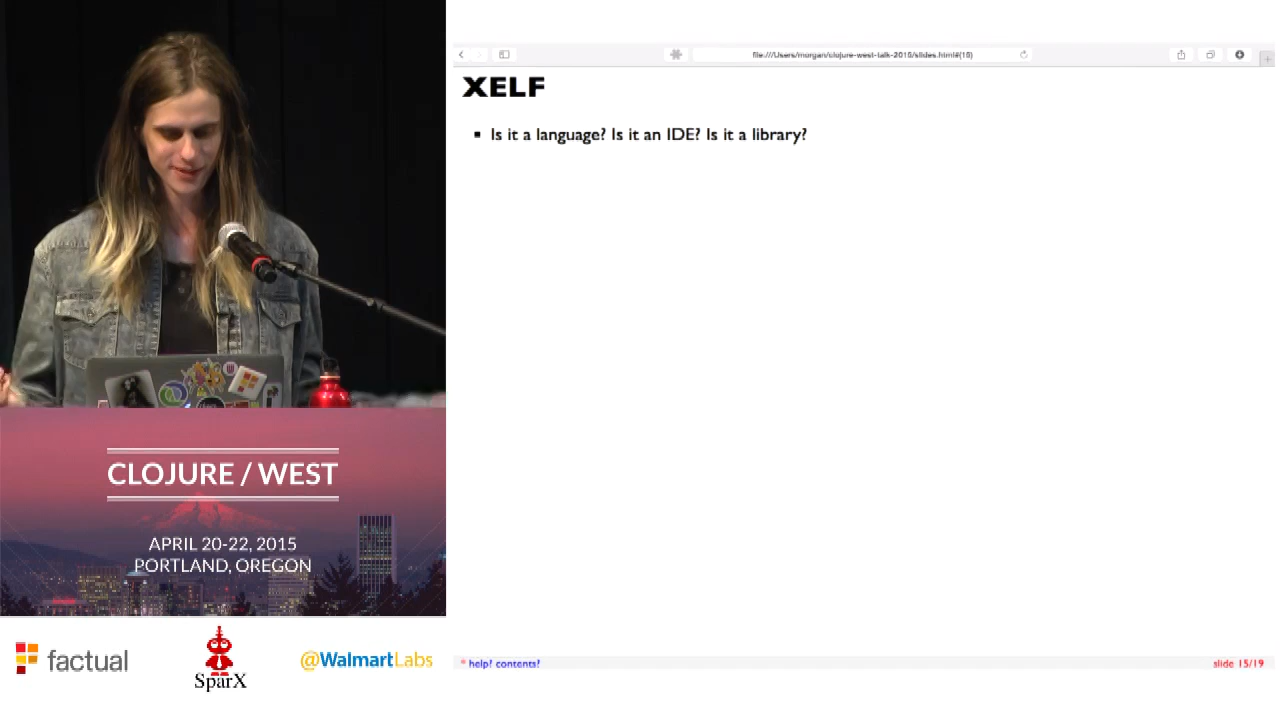 file:///Users/morgan/clojure-west-talk-2015/slides.html#(15)
XELF
Is it a language? Is it an IDE? Is it a library?
CLOJURE / WEST
APRIL 20-22, 2015
PORTLAND, OREGON
factual
SparX
@WalmartLabs
* help? contents?
slide 15/19